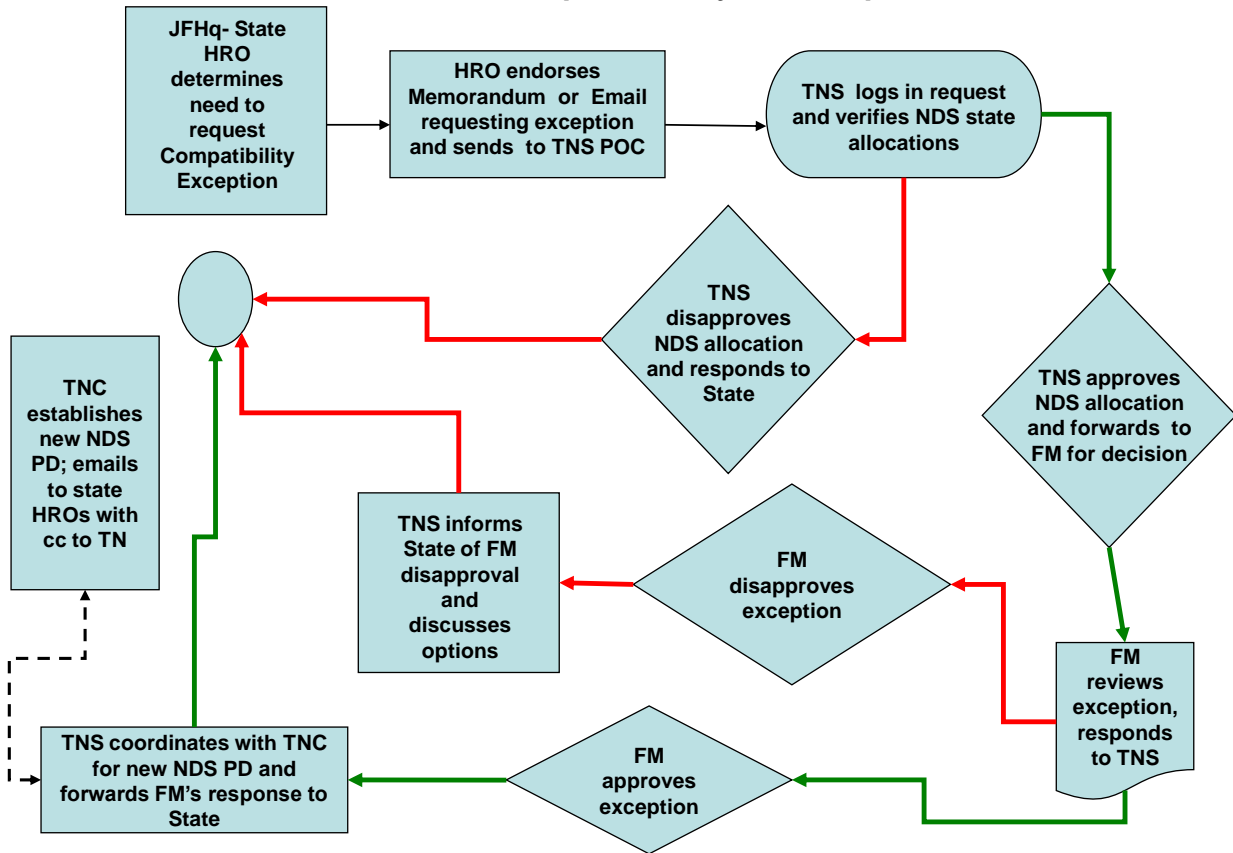 JFHq- State
HRO
determines
need to
request
Compatibility
Exception
HRO endorses
Memorandum or Email
requesting exception
and sends to TNS POC
TNS logs in request
and verifies NDS state
allocations
TNS
disapproves
NDS allocation
and responds to
State
TNS approves
NDS allocation
and forwards to
FM for decision
TNC
establishes
new NDS
PD; emails
to state
HROs with
cc to TN
TNS informs
State of FM
disapproval
and
discusses
options
FM
disapproves
exception
FM
reviews
exception,
responds
to TNS
TNS coordinates with TNC
for new NDS PD and
forwards FM's response to
State
FM
approves
exception